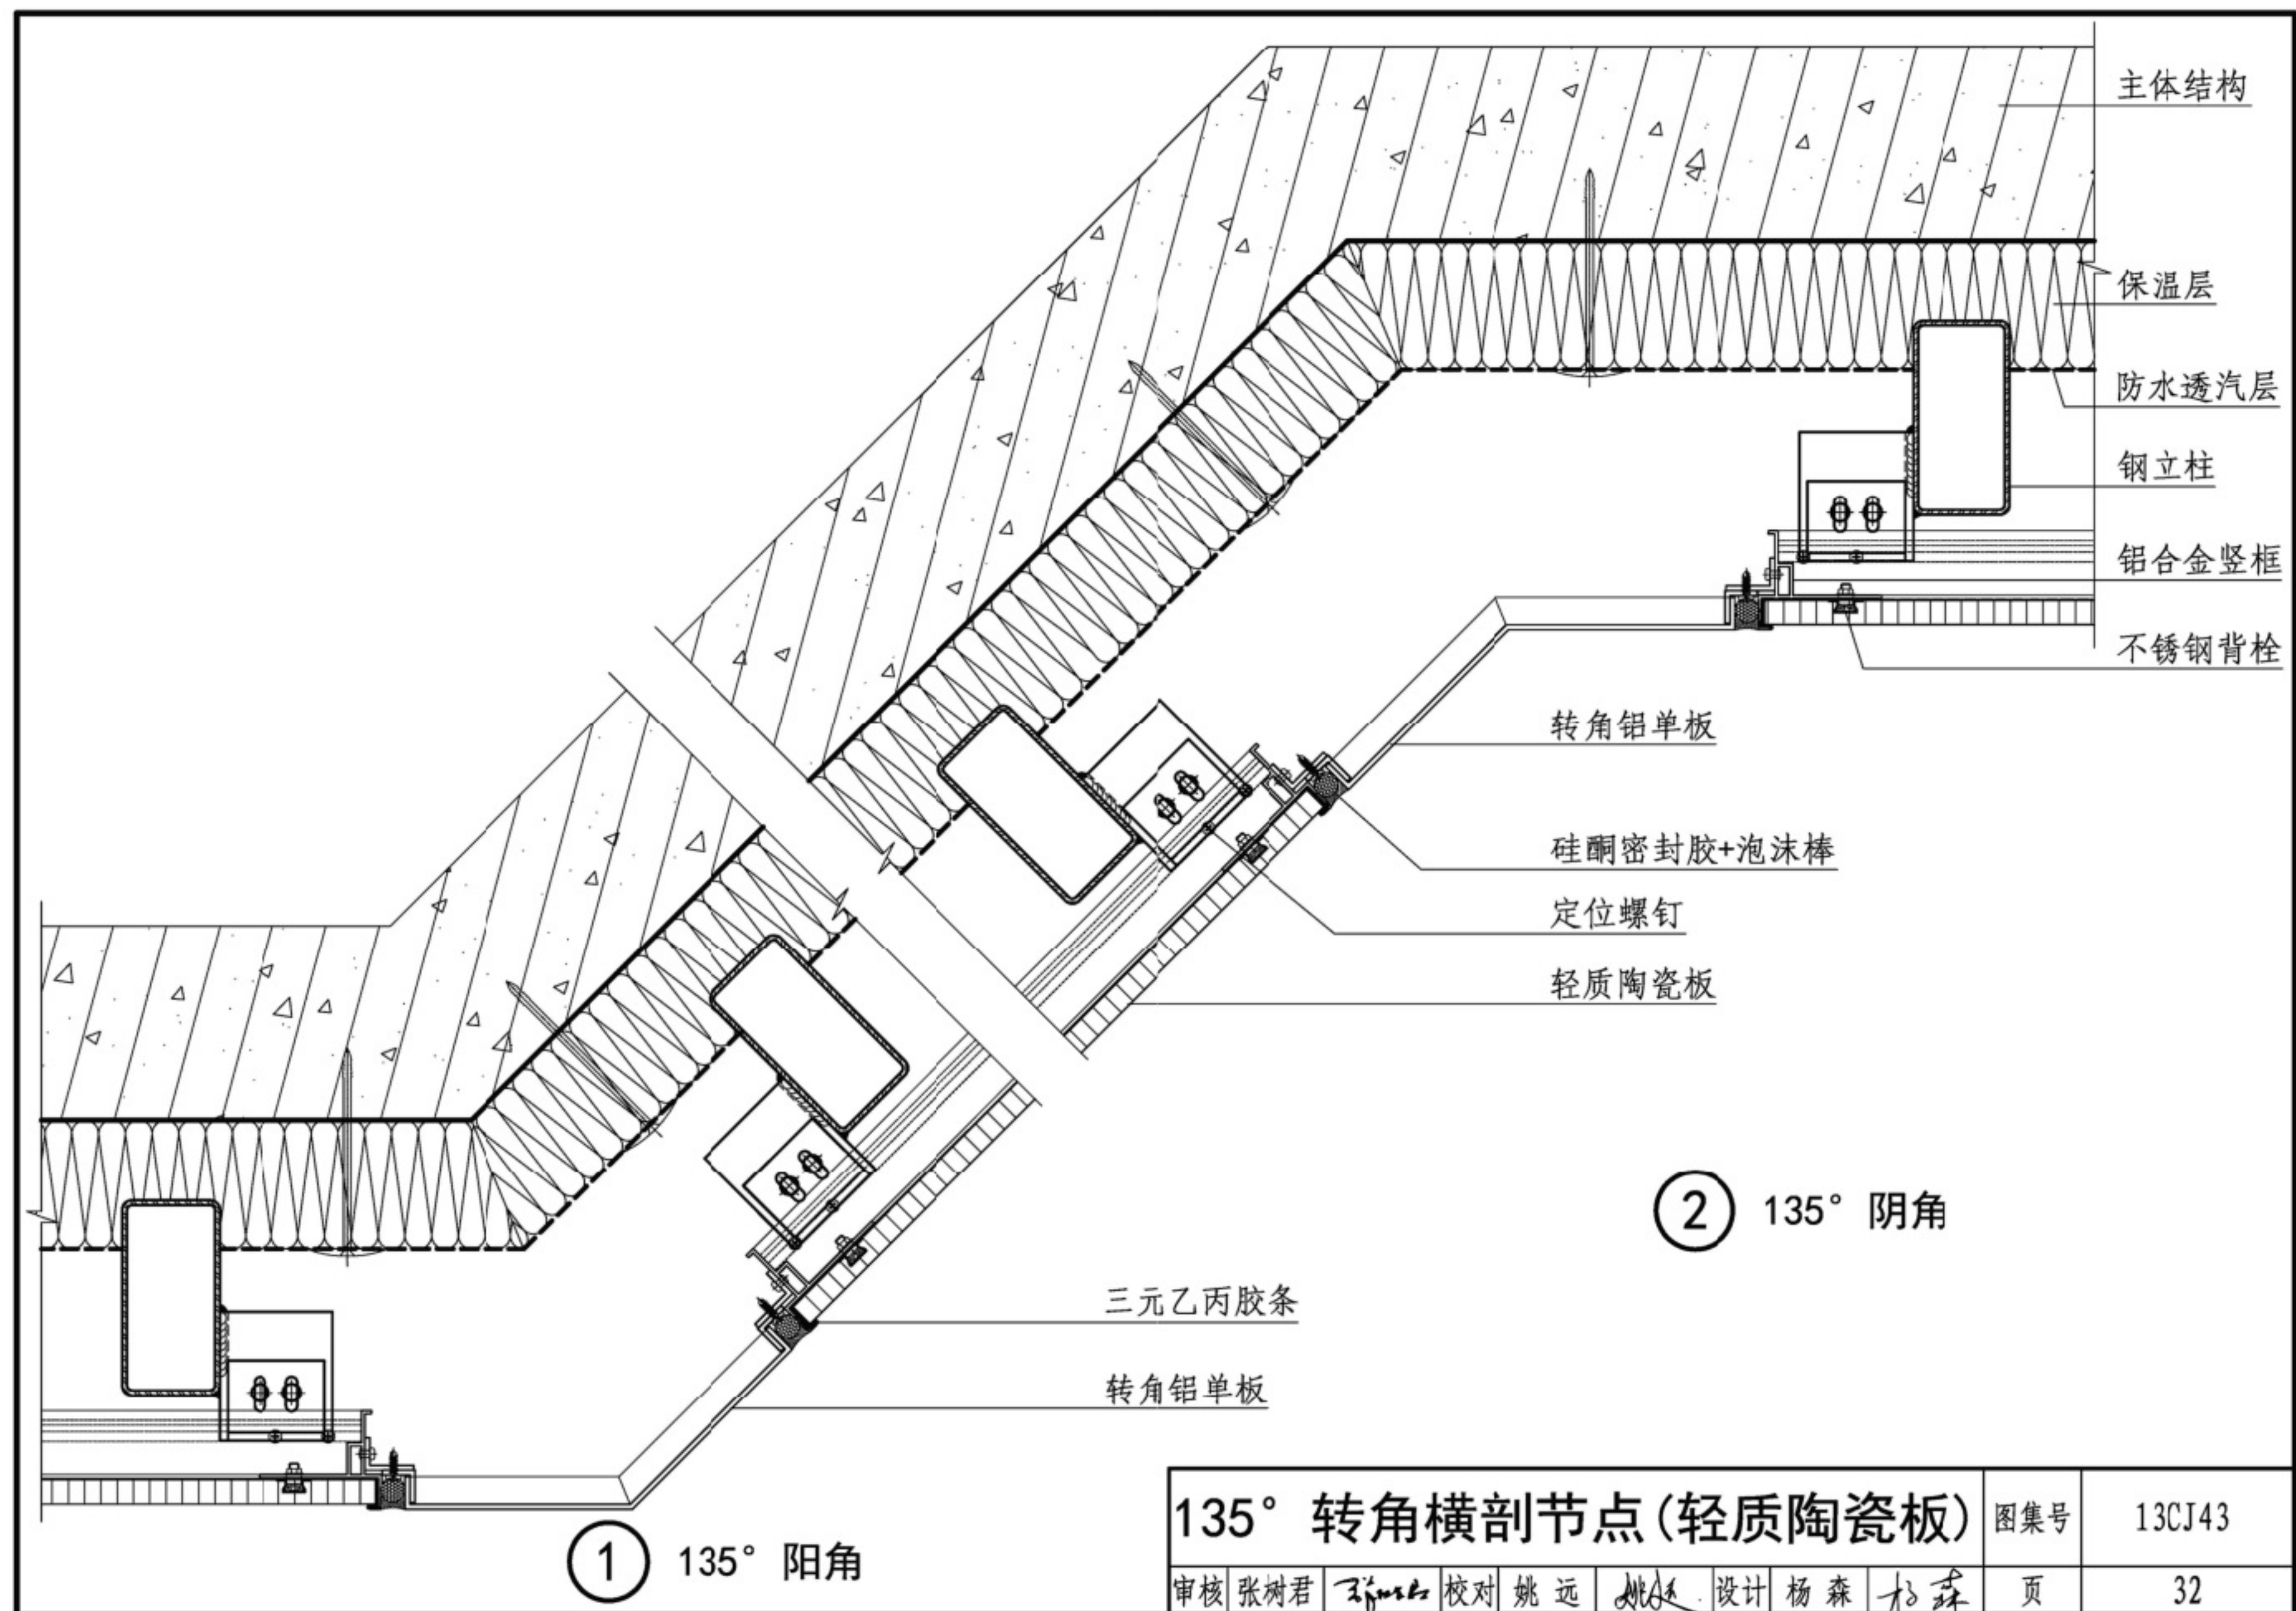 主体结构
保温层
防水透汽层
钢立柱
铝合金竖框
不锈钢背栓
转角铝单板
硅酮密封胶+泡沫棒
定位螺钉
轻质陶瓷板
② 135° 阴角
三元乙丙胶条
转角铝单板
① 135° 阳角
135° 转角横剖节点(轻质陶瓷板) 图集号 13CJ43
审核 张树君 校对 姚远 设计 杨森 杨森 页 32